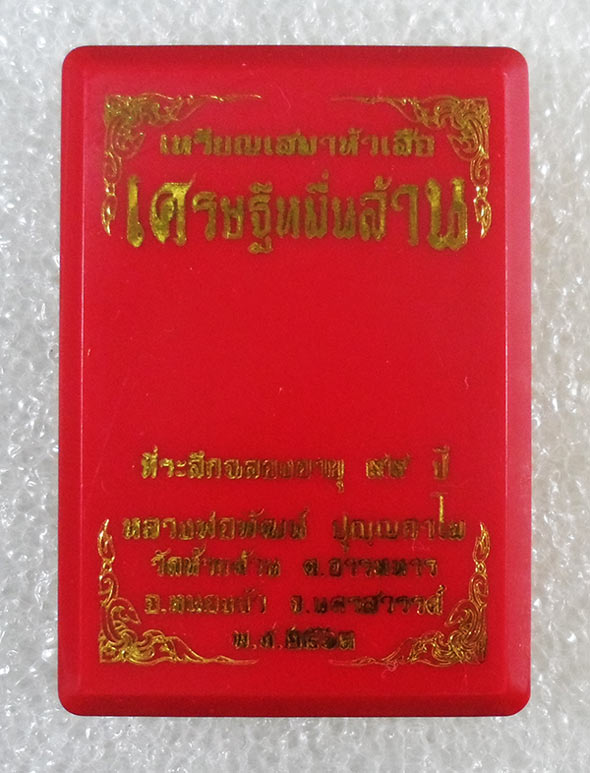 เหรียญเสมาหัวเสือ
เศรษฐีหมื่นล้าน
ที่ระลึกฉลองอายุ ๙๙ ปี
หลวงพ่อพัฒน์ ปุญฺญกาโม
วัดห้วยด้วน ต.ธารทหาร
อ.หนองบัว จ.นครสวรรค์
พ.ศ.๒๕๖๓